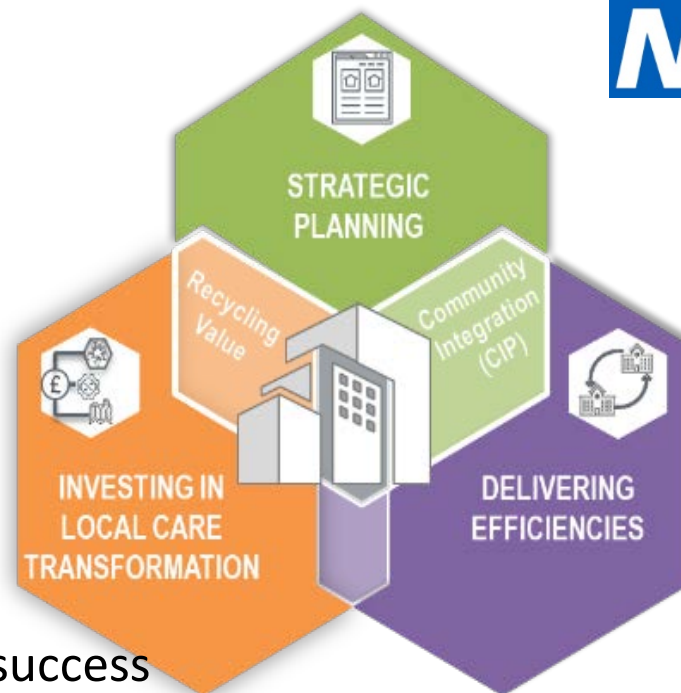 STRATEGIC
PLANNING
Recycling
Value
Community
Integration
(CIP)
£
INVESTING IN
LOCAL CARE
TRANSFORMATION
DELIVERING
EFFICIENCIES
success